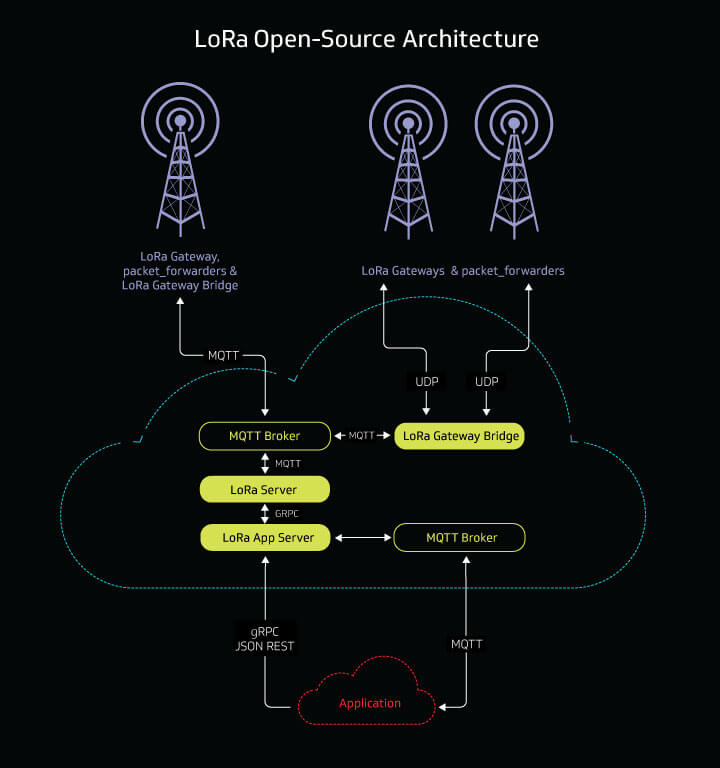 LoRa Open-Source Architecture
LoRa Gateway,
packet_forwarders &
LoRa Gateway Bridge
LoRa Gateways & packet_forwarders
MQTT
UDP
UDP
MQTT Broker
MQTT
LoRa Gateway Bridge
MQTT
LoRa Server
GRPC
LoRa App Server
MQTT Broker
gRPC
JSON REST
MQTT
Application